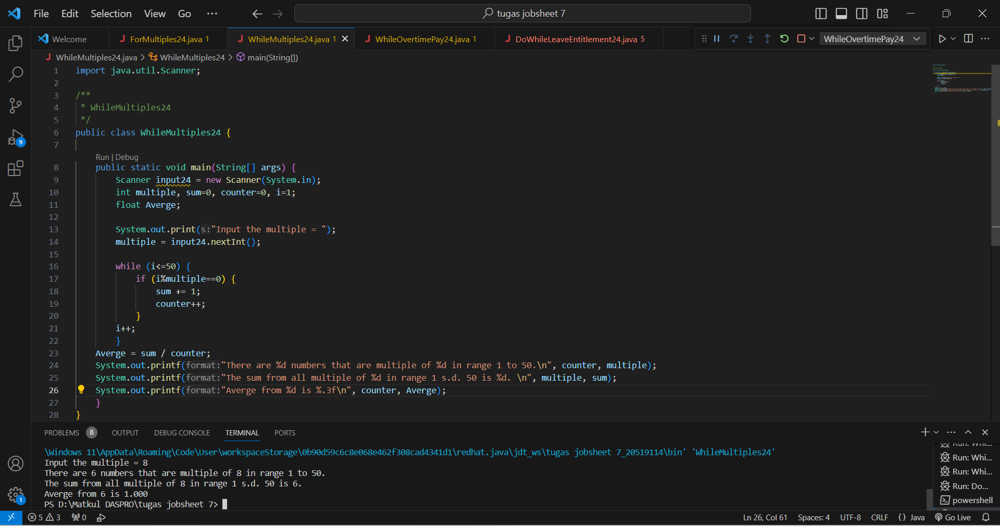 File Edit Selection View Go ···
tugas jobsheet 7
Welcome
ForMultiples24.java 1
WhileMultiples24.java 1
WhileOvertimePay24.java 1
DoWhileLeaveEntitlement24.java 5
WhileOvertimePay24
WhileMultiples24.java > WhileMultiples24 > main(String[])
1 import java.util.Scanner;
2
3 /**
4 * WhileMultiples24
5 */
6 public class WhileMultiples24 {
7
Run | Debug
8 public static void main(String[] args) {
9 Scanner input24 = new Scanner(System.in);
10 int multiple, sum=0, counter=0, i=1;
11 float Averge;
12
13 System.out.print(s:"Input the multiple = ");
14 multiple = input24.nextInt();
15
16 while (i<=50) {
17 if (i%multiple==0) {
18 sum += 1;
19 counter++;
20 }
21 i++;
22 }
23 Averge = sum / counter;
24 System.out.printf(format:"There are %d numbers that are multiple of %d in range 1 to 50.\n", counter, multiple);
25 System.out.printf(format:"The sum from all multiple of %d in range 1 s.d. 50 is %d. \n", multiple, sum);
26 System.out.printf(format:"Averge from %d is %.3f\n", counter, Averge);
27 }
28 }
9
1
PROBLEMS 8 OUTPUT DEBUG CONSOLE TERMINAL PORTS
\Windows 11\AppData\Roaming\Code\User\workspaceStorage\0b90d59c6c8e068e462f308cad4341d1\redhat.java\jdt_ws\tugas jobsheet 7_20519114\bin' 'WhileMultiples24'
Input the multiple = 8
There are 6 numbers that are multiple of 8 in range 1 to 50.
The sum from all multiple of 8 in range 1 s.d. 50 is 6.
Averge from 6 is 1.000
PS D:\Matkul DASPRO\tugas jobsheet 7>
Run: Whi...
Run: Whi...
Run: Do...
powershell
5 3 0
Ln 26, Col 61 Spaces: 4 UTF-8 CRLF {} Java Go Live